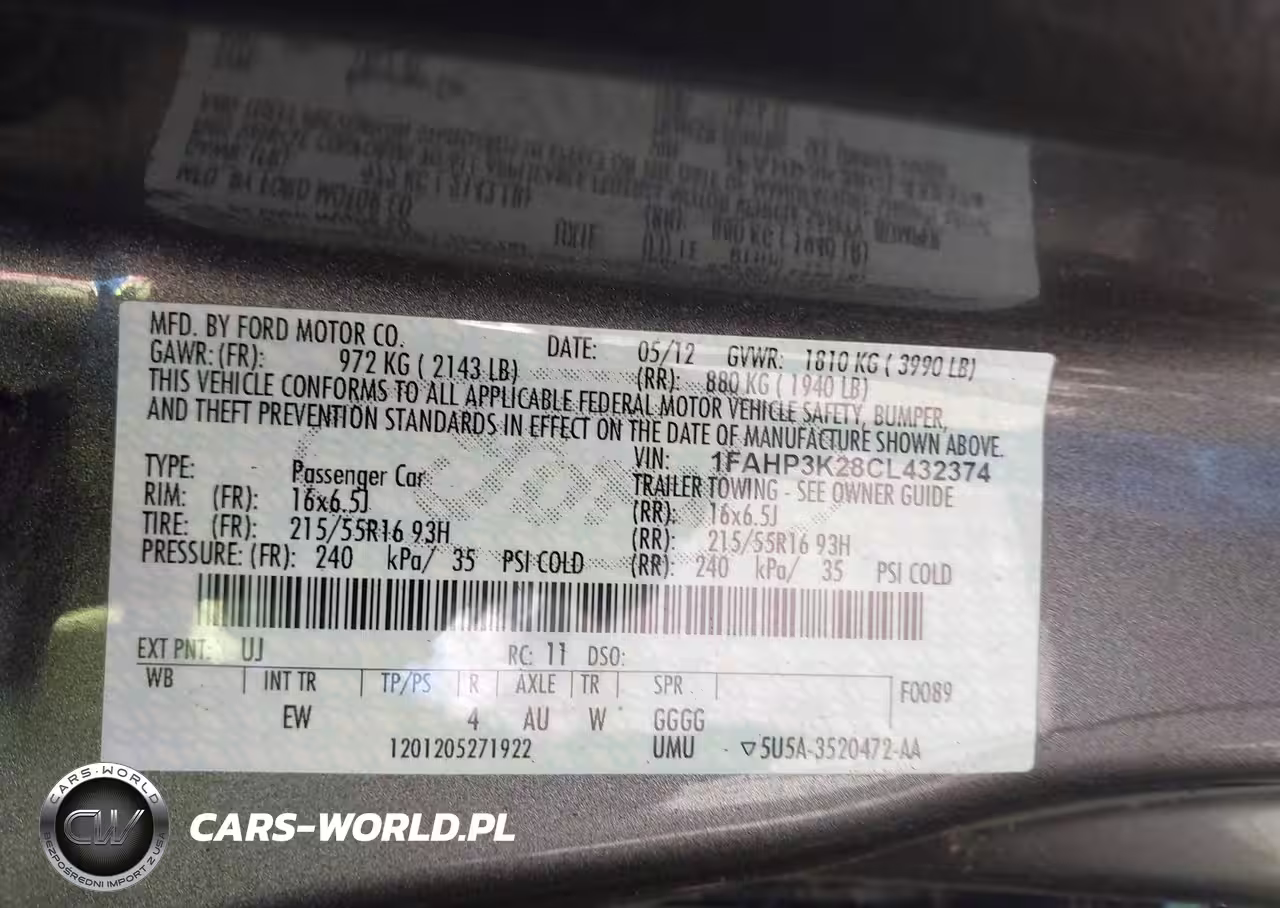 MFD. BY FORD MOTOR CO. DATE: 05/12 GVWR: 1810 KG ( 3990 LB)
GAWR: (FR): 972 KG ( 2143 LB) (RR): 880 KG ( 1940 LB)
THIS VEHICLE CONFORMS TO ALL APPLICABLE FEDERAL MOTOR VEHICLE SAFETY, BUMPER,
AND THEFT PREVENTION STANDARDS IN EFFECT ON THE DATE OF MANUFACTURE SHOWN ABOVE.
VIN: 1FAHP3K28CL432374
TYPE: Passenger Car TRAILER TOWING - SEE OWNER GUIDE
RIM: (FR): 16x6.5J (RR): 16x6.5J
TIRE: (FR): 215/55R16 93H (RR): 215/55R16 93H
PRESSURE: (FR): 240 kPa/ 35 PSI COLD (RR): 240 kPa/ 35 PSI COLD
EXT PNT: UJ RC: 11 DSO:
WB INT TR TP/PS R AXLE TR SPR F0089
EW 4 AU W GGGG
1201205271922 UMU ▽5U5A-3520472-AA
CARS-WORLD
CW
BEZPOŚREDNI IMPORT Z USA
CARS-WORLD.PL